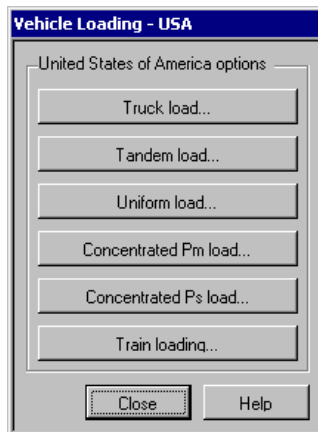 Vehicle Loading - USA
United States of America options
Truck load...
Tandem load...
Uniform load...
Concentrated Pm load...
Concentrated Ps load...
Train loading...
Close
Help